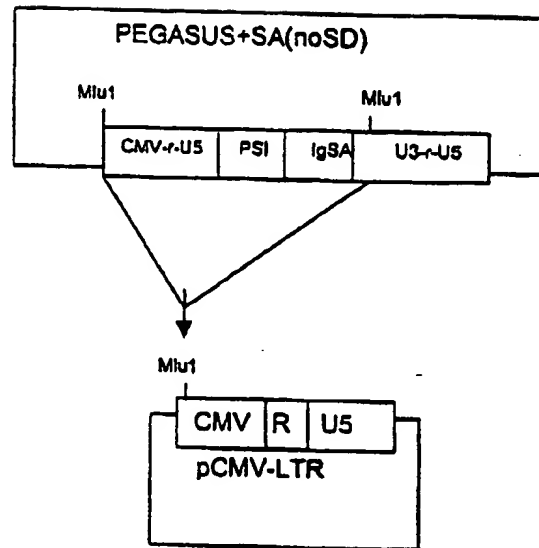 PEGASUS+SA(noSD)
Mlu1 Mlu1
CMV-r-U5 PSI IgSA U3-r-U5
Mlu1
CMV R U5
pCMV-LTR